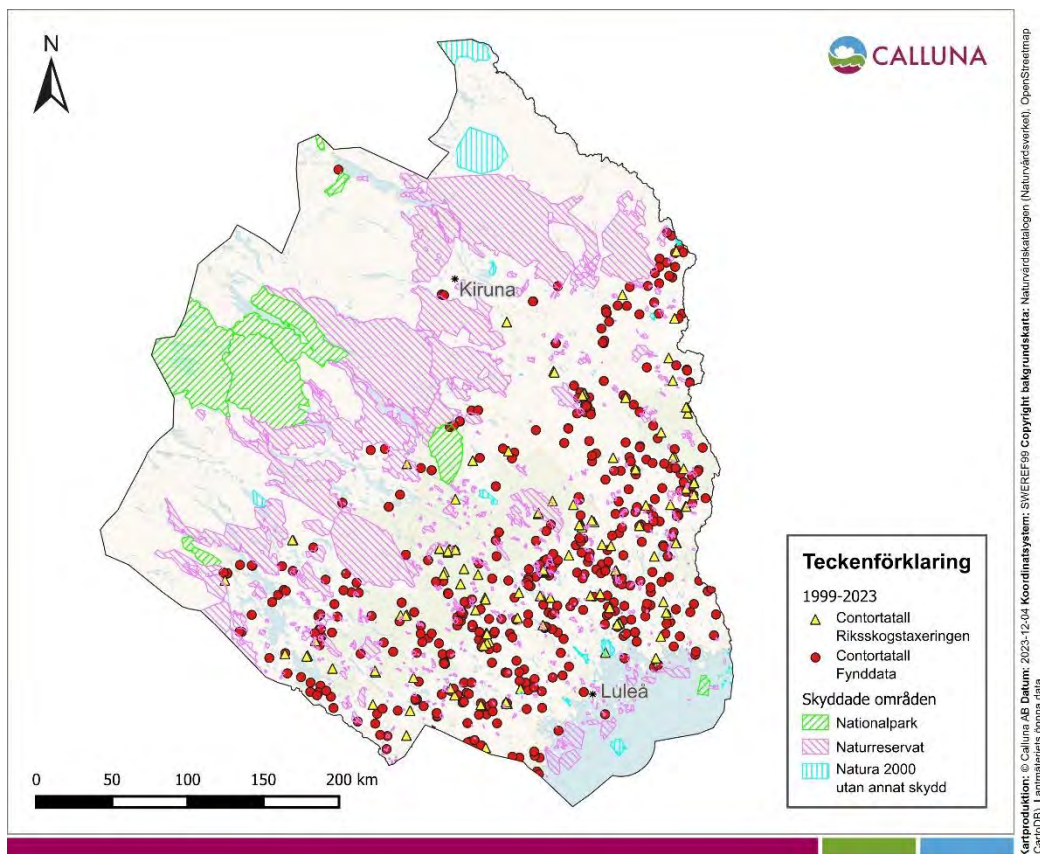 N
CALLUNA
Kiruna
Luleå
0 50 100 150 200 km
Teckenförklaring
1999-2023
Contortatall
Riksskogstaxeringen
Contortatall
Fynddata
Skyddade områden
Nationalpark
Naturreservat
Natura 2000
utan annat skydd
Kartproduktion: © Calluna AB Datum: 2023-12-04 Koordinatsystem: SWEREF99 Copyright bakgrundskarta: Naturvårdskatalogen (Naturvårdsverket), OpenStreetmap
CartoDB), Lantmäteriets öppna data